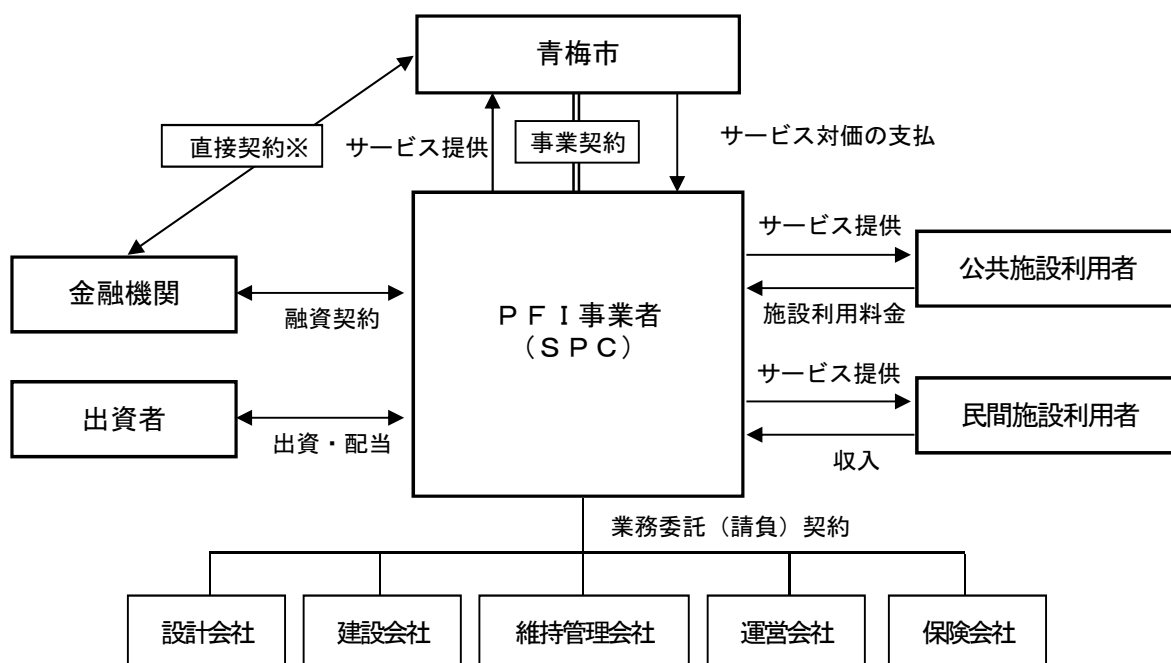 青梅市
直接契約※
サービス提供
事業契約
サービス対価の支払
金融機関
融資契約
出資者
出資・配当
ＰＦＩ事業者
（ＳＰＣ）
サービス提供
公共施設利用者
施設利用料金
サービス提供
民間施設利用者
収入
業務委託（請負）契約
設計会社
建設会社
維持管理会社
運営会社
保険会社